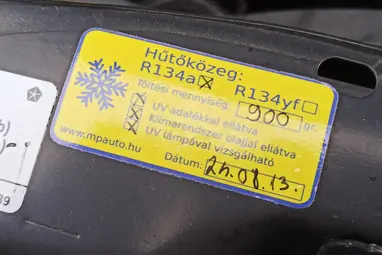 Hűtőközeg:
R134a☒ R134yf☐
Töltési mennyiség 900 gr.
☒ UV adalékkal ellátva
☒ Klímarendszer olajjal ellátva
☒ UV lámpával vizsgálható
www.mpauto.hu
Dátum: 24.08.13.